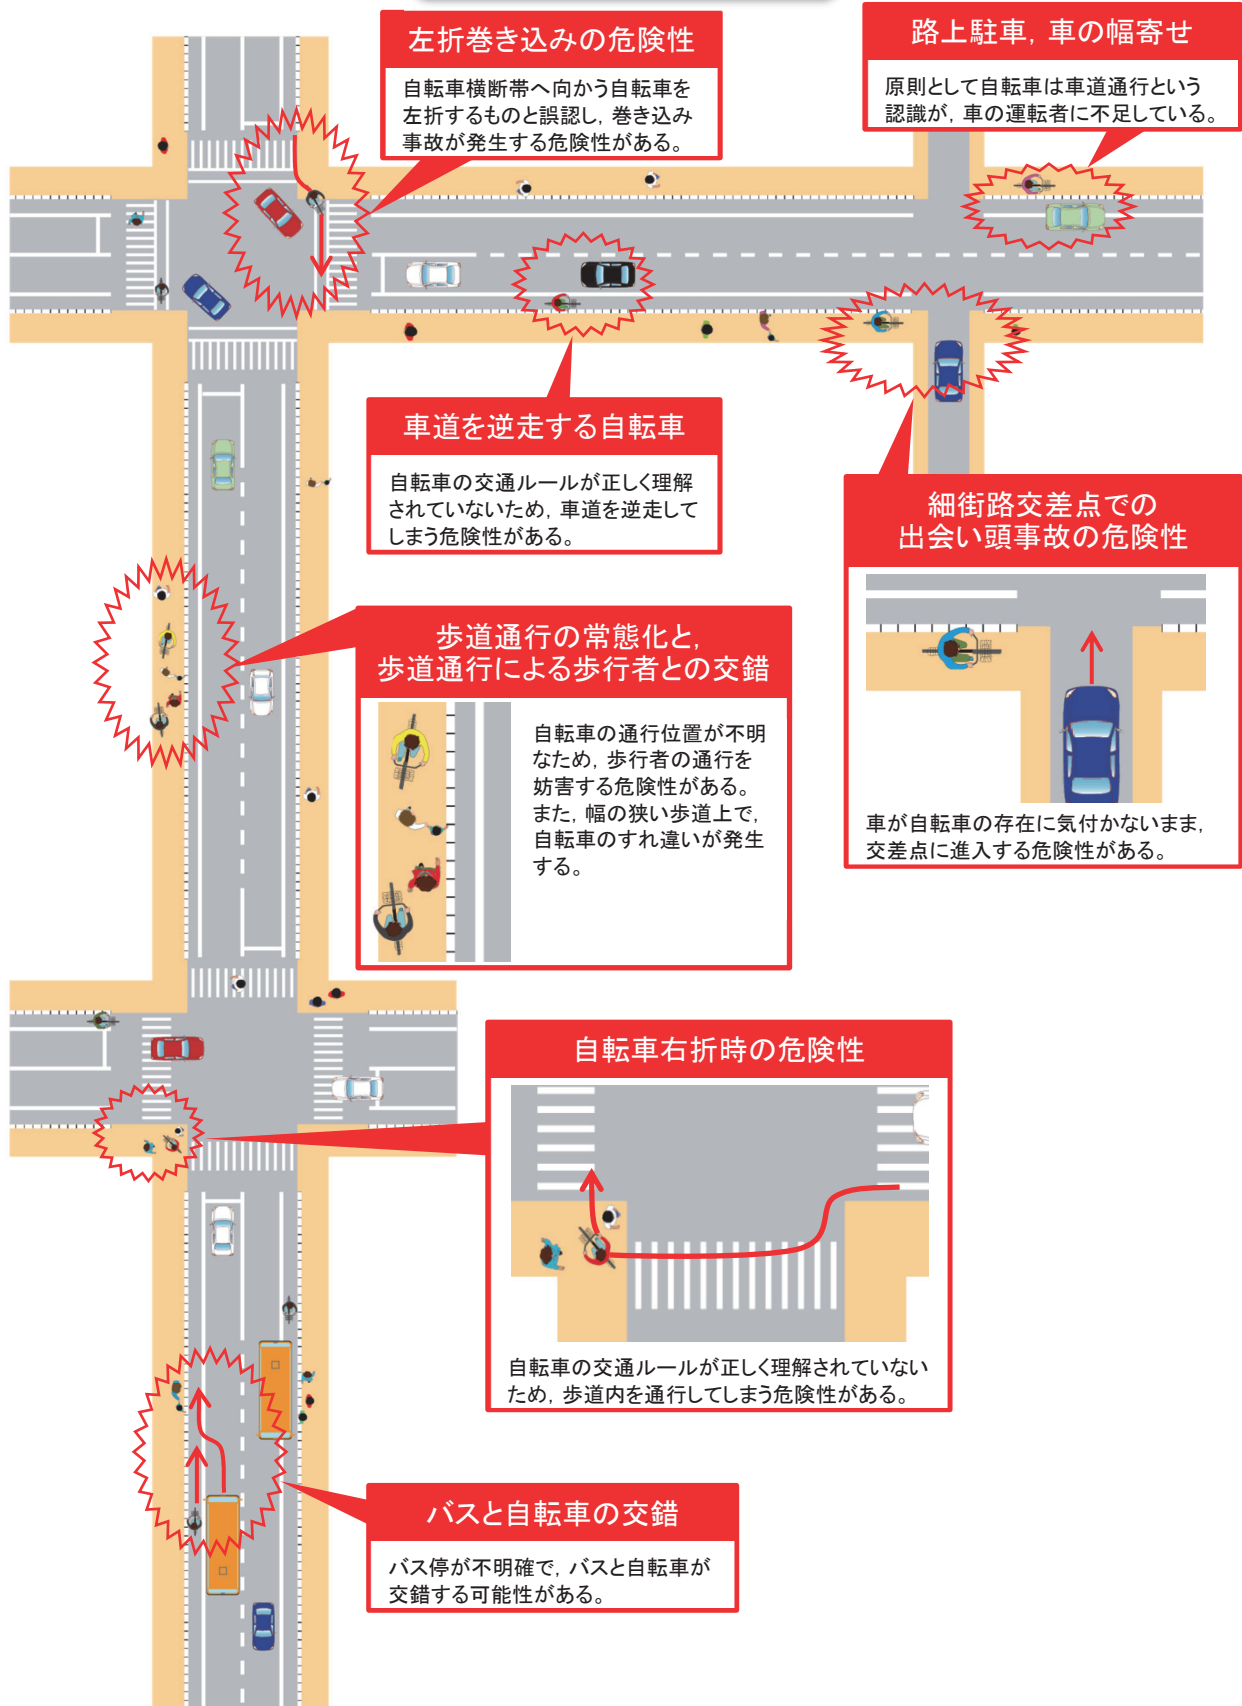 左折巻き込みの危険性
自転車横断帯へ向かう自転車を
左折するものと誤認し，巻き込み
事故が発生する危険性がある。
路上駐車，車の幅寄せ
原則として自転車は車道通行という
認識が，車の運転者に不足している。
車道を逆走する自転車
自転車の交通ルールが正しく理解
されていないため，車道を逆走して
しまう危険性がある。
細街路交差点での
出会い頭事故の危険性
車が自転車の存在に気付かないまま，
交差点に進入する危険性がある。
歩道通行の常態化と，
歩道通行による歩行者との交錯
自転車の通行位置が不明
なため，歩行者の通行を
妨害する危険性がある。
また，幅の狭い歩道上で，
自転車のすれ違いが発生
する。
自転車右折時の危険性
自転車の交通ルールが正しく理解されていない
ため，歩道内を通行してしまう危険性がある。
バスと自転車の交錯
バス停が不明確で，バスと自転車が
交錯する可能性がある。